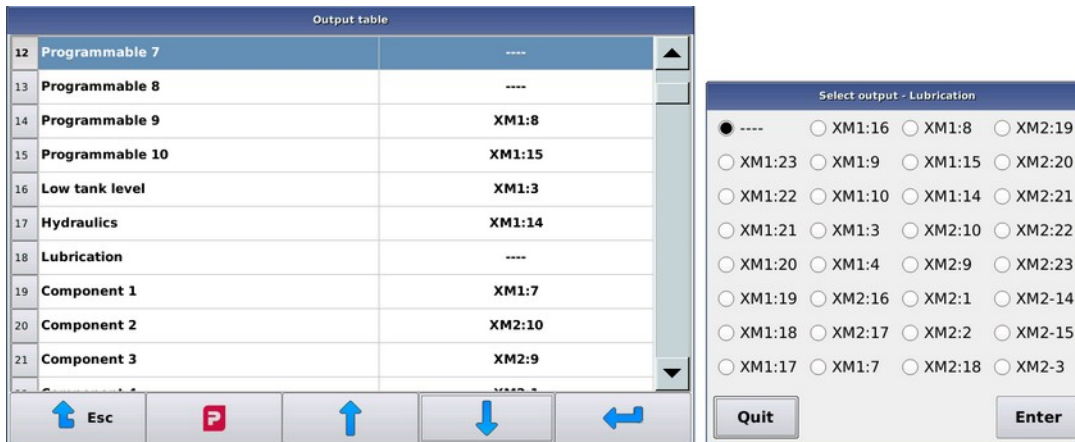 Output table
12 Programmable 7 ----
13 Programmable 8 ----
14 Programmable 9 XM1:8
15 Programmable 10 XM1:15
16 Low tank level XM1:3
17 Hydraulics XM1:14
18 Lubrication ----
19 Component 1 XM1:7
20 Component 2 XM2:10
21 Component 3 XM2:9
Esc
Select output - Lubrication
---- XM1:16 XM1:8 XM2:19
XM1:23 XM1:9 XM1:15 XM2:20
XM1:22 XM1:10 XM1:14 XM2:21
XM1:21 XM1:3 XM2:10 XM2:22
XM1:20 XM1:4 XM2:9 XM2:23
XM1:19 XM2:16 XM2:1 XM2-14
XM1:18 XM2:17 XM2:2 XM2-15
XM1:17 XM1:7 XM2:18 XM2-3
Quit Enter